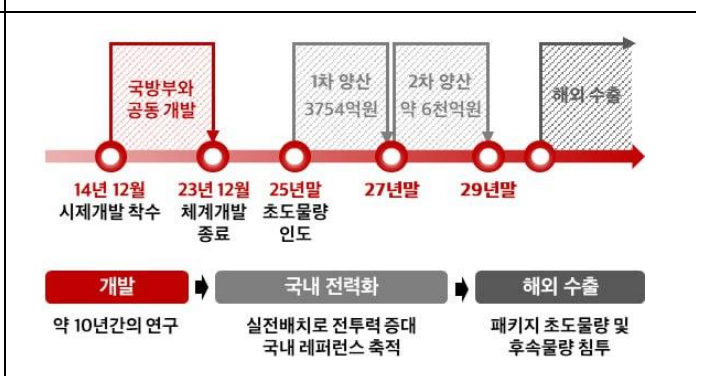 국방부와
공동 개발
1차 양산
3754억원
2차 양산
약 6천억원
해외 수출
14년 12월
시제개발 착수
23년 12월
체계개발
종료
25년말
초도물량
인도
27년말
29년말
개발
국내 전력화
해외 수출
약 10년간의 연구
실전배치로 전투력 증대
국내 레퍼런스 축적
패키지 초도물량 및
후속물량 침투